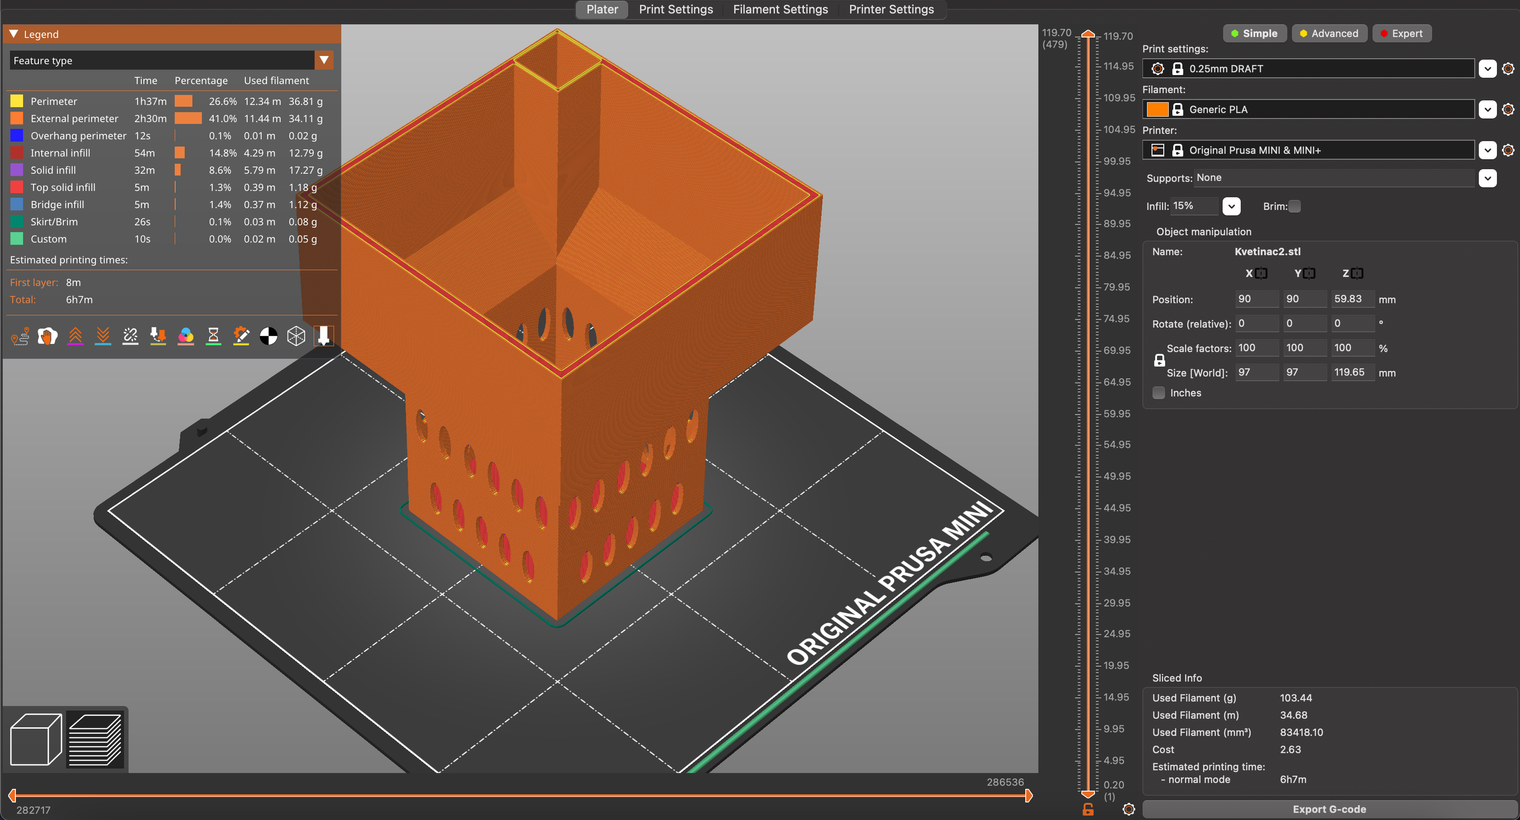 Plater Print Settings Filament Settings Printer Settings
Legend
Feature type
Time Percentage Used filament
Perimeter 1h37m 26.6% 12.34 m 36.81 g
External perimeter 2h30m 41.0% 11.44 m 34.11 g
Overhang perimeter 12s 0.1% 0.01 m 0.02 g
Internal infill 54m 14.8% 4.29 m 12.79 g
Solid infill 32m 8.6% 5.79 m 17.27 g
Top solid infill 5m 1.3% 0.39 m 1.18 g
Bridge infill 5m 1.4% 0.37 m 1.12 g
Skirt/Brim 26s 0.1% 0.03 m 0.08 g
Custom 10s 0.0% 0.02 m 0.05 g
Estimated printing times:
First layer: 8m
Total: 6h7m
ORIGINAL PRUSA MINI
286536
282717
119.70
(479)
119.70
114.95
109.95
104.95
99.95
94.95
89.95
84.95
79.95
74.95
69.95
64.95
59.95
54.95
49.95
44.95
39.95
34.95
29.95
24.95
19.95
14.95
9.95
4.95
0.20
(1)
Simple Advanced Expert
Print settings:
0.25mm DRAFT
Filament:
Generic PLA
Printer:
Original Prusa MINI & MINI+
Supports: None
Infill: 15% Brim:
Object manipulation
Name: Kvetinac2.stl
X Y Z
Position: 90 90 59.83 mm
Rotate (relative): 0 0 0 °
Scale factors: 100 100 100 %
Size [World]: 97 97 119.65 mm
Inches
Sliced Info
Used Filament (g) 103.44
Used Filament (m) 34.68
Used Filament (mm³) 83418.10
Cost 2.63
Estimated printing time:
- normal mode 6h7m
Export G-code